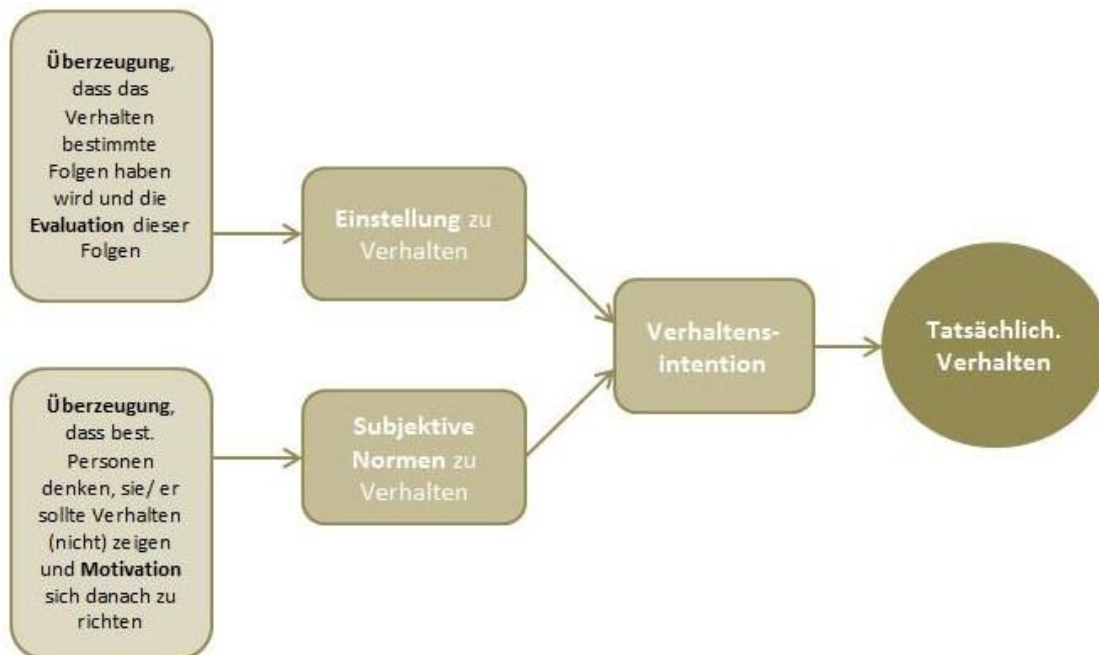 Überzeugung,
dass das
Verhalten
bestimmte
Folgen haben
wird und die
Evaluation dieser
Folgen
Einstellung zu
Verhalten
Überzeugung,
dass best.
Personen
denken, sie/ er
sollte Verhalten
(nicht) zeigen
und Motivation
sich danach zu
richten
Subjektive
Normen zu
Verhalten
Verhaltens-
intention
Tatsächlich.
Verhalten